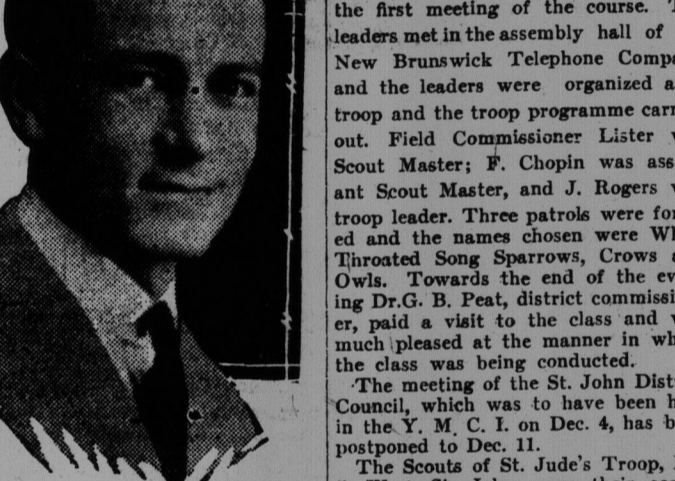 the first meeting of the course.
leaders met in the assembly hall of
New Brunswick Telephone Compa
and the leaders were organized a
troop and the troop programme carr
out. Field Commissioner Lister
Scout Master; F. Chopin was ass
ant Scout Master, and J. Rogers
troop leader. Three patrols were for
ed and the names chosen were Wh
Throated Song Sparrows, Crows a
Owls. Towards the end of the ev
ing Dr.G. B. Peat, district commissi
er, paid a visit to the class and
much pleased at the manner in wh
the class was being conducted.
The meeting of the St. John Dist
Council, which was to have been h
in the Y. M. C. I. on Dec. 4, has b
postponed to Dec. 11.
The Scouts of St. Jude's Troop,